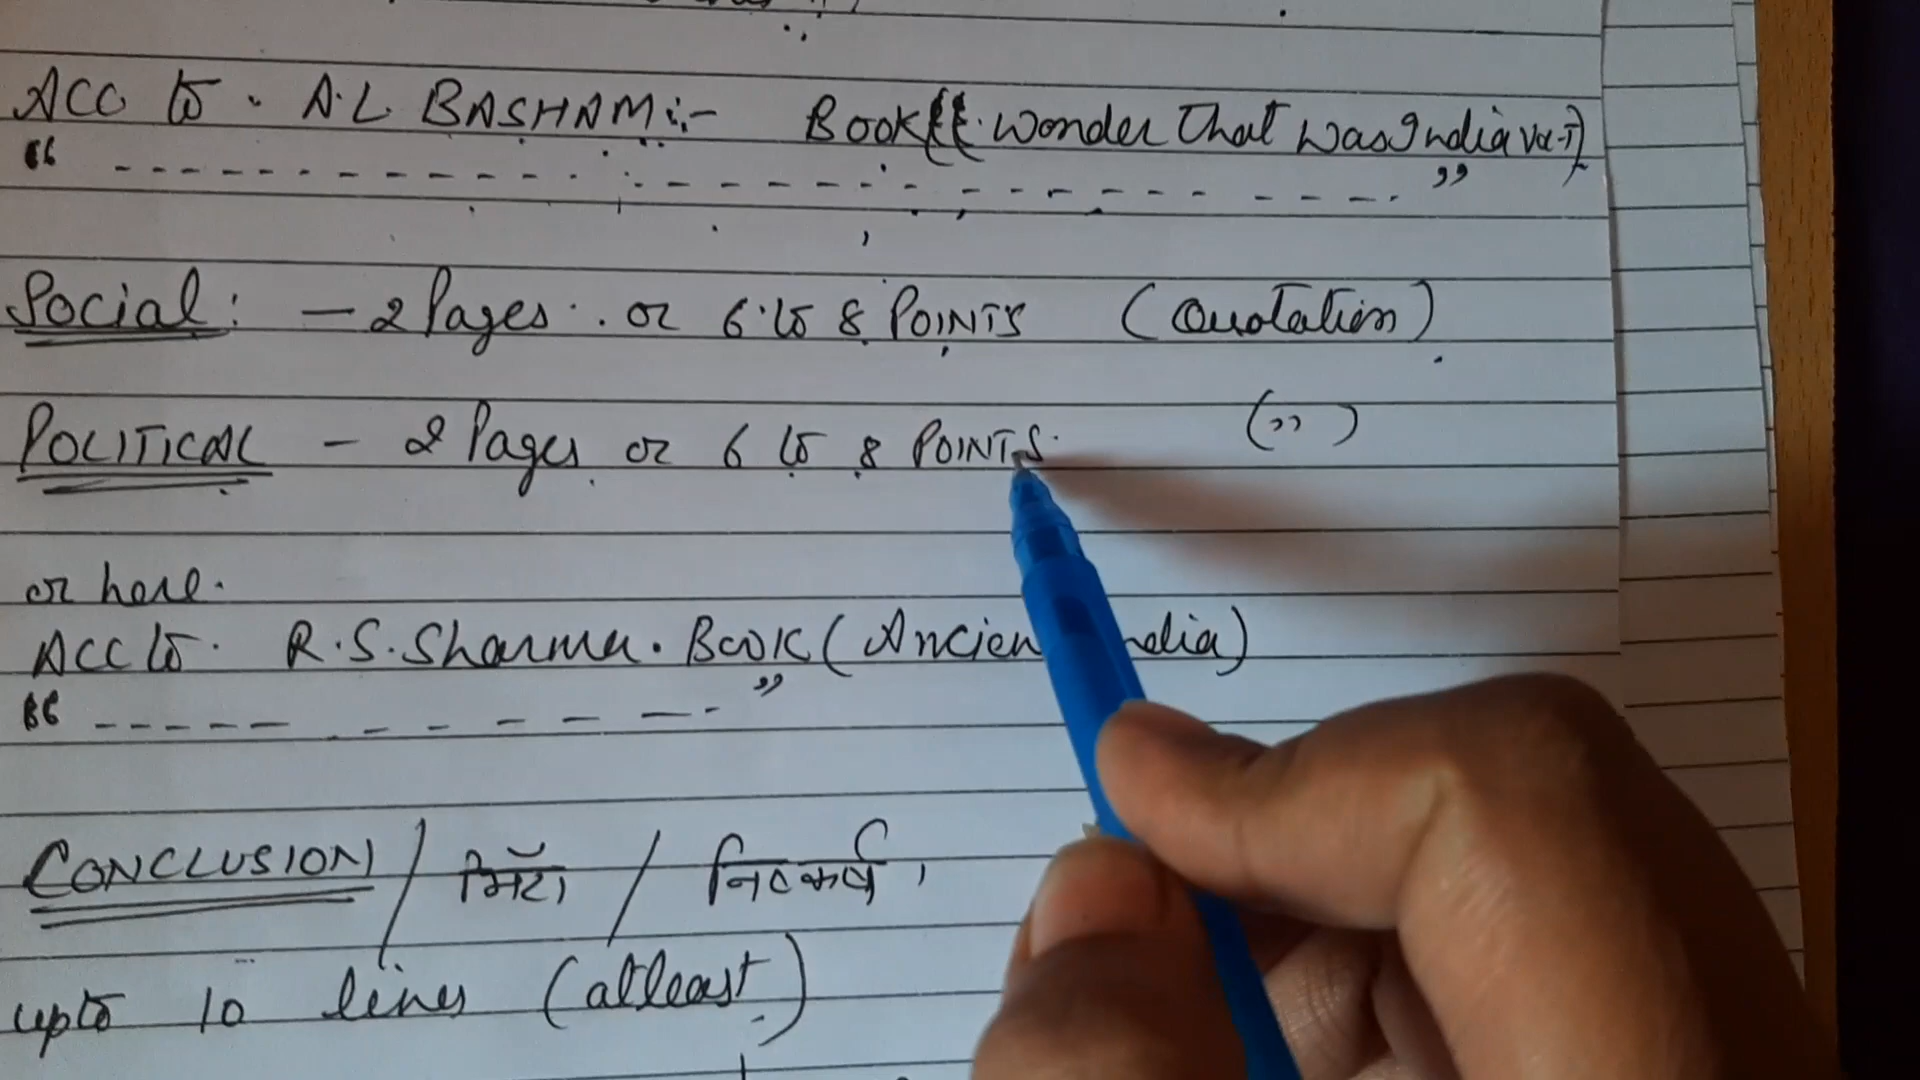 ACC to . A.L BASHAM :- Book {{ Wonder That Was India Vol-I}
“ - - - - - - - - - - - - - - - - - - - - - - - - - - - ”
Social : - 2 Pages . or 6 to 8 POINTS (Quotation)
POLITICAL - 2 Pages or 6 to 8 POINTS. ( ” )
or here.
ACC to . R.S. Sharma . Book (Ancien dia)
“ - - - - - - - - - - - ”
CONCLUSION / / निष्कर्ष ,
upto 10 lines (atleast)